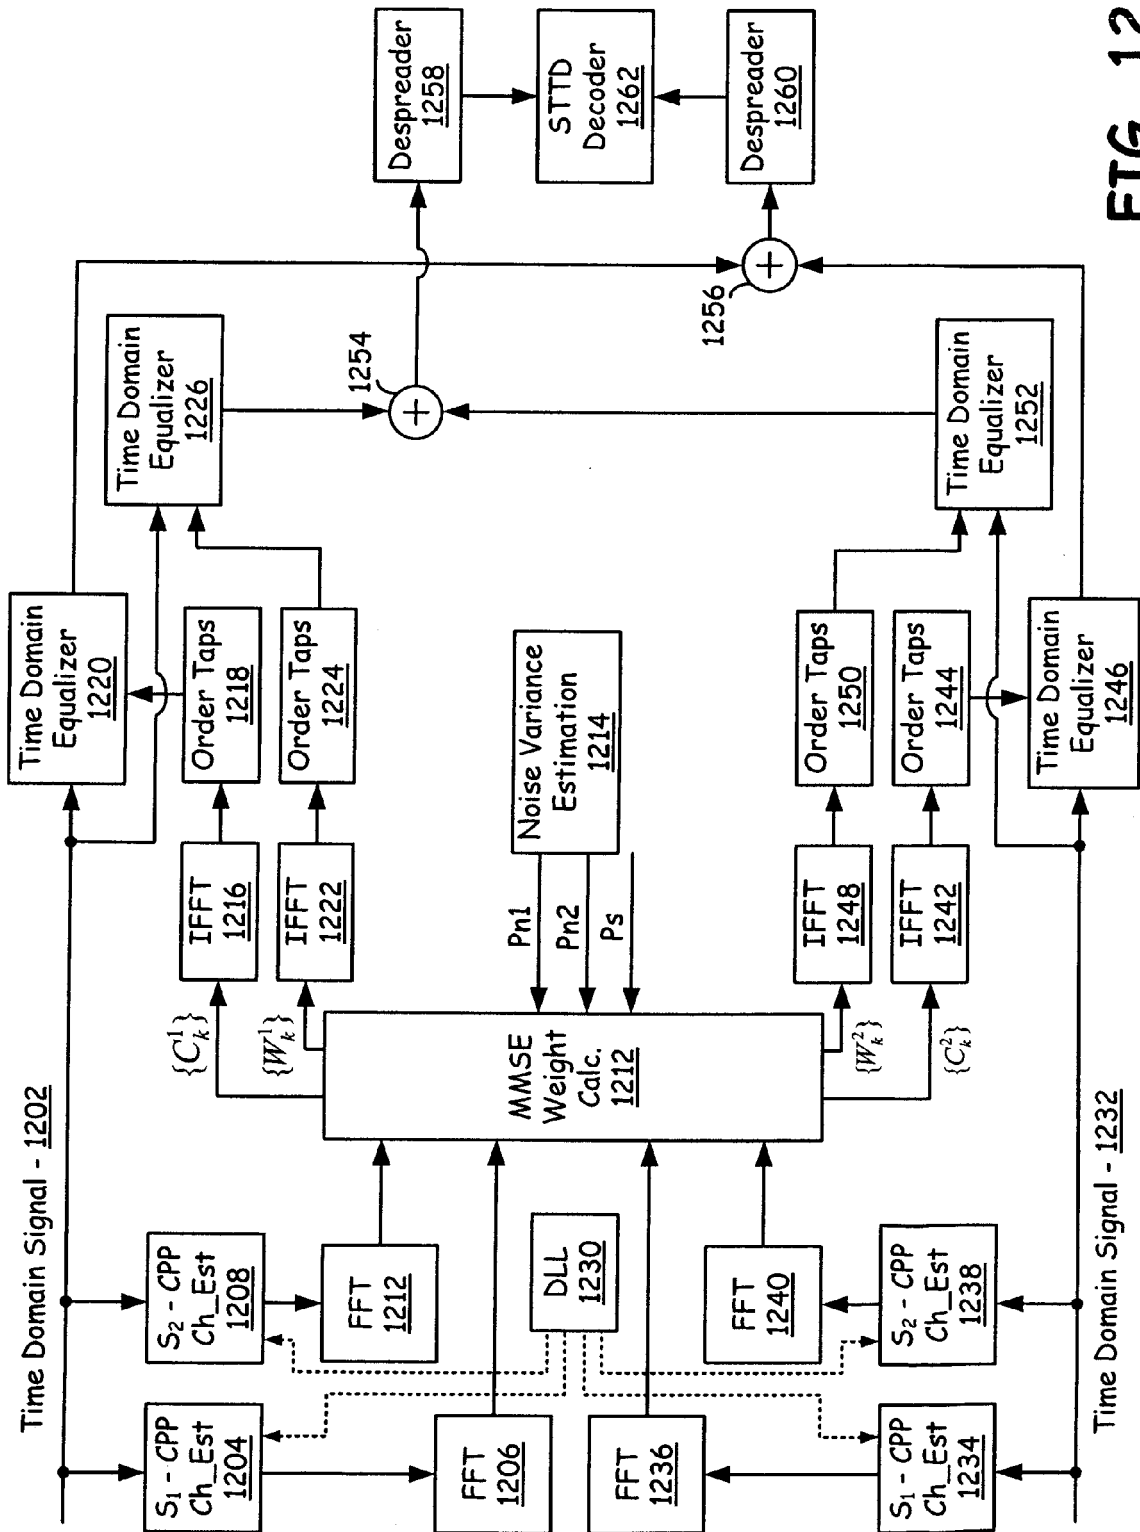 Time Domain Signal - 1202
S1 - CPP
Ch_Est
1204
S2 - CPP
Ch_Est
1208
FFT
1206
FFT
1212
DLL
1230
FFT
1236
FFT
1240
S1 - CPP
Ch_Est
1234
S2 - CPP
Ch_Est
1238
Time Domain Signal - 1232
MMSE
Weight
Calc.
1212
{C_k^1}
{W_k^1}
{W_k^2}
{C_k^2}
Pn1
Pn2
Ps
Noise Variance
Estimation
1214
IFFT
1216
IFFT
1222
IFFT
1248
IFFT
1242
Order Taps
1218
Order Taps
1224
Order Taps
1250
Order Taps
1244
Time Domain
Equalizer
1220
Time Domain
Equalizer
1226
Time Domain
Equalizer
1252
Time Domain
Equalizer
1246
+
1254
+
1256
Despreader
1258
STTD
Decoder
1262
Despreader
1260
FIG. 12